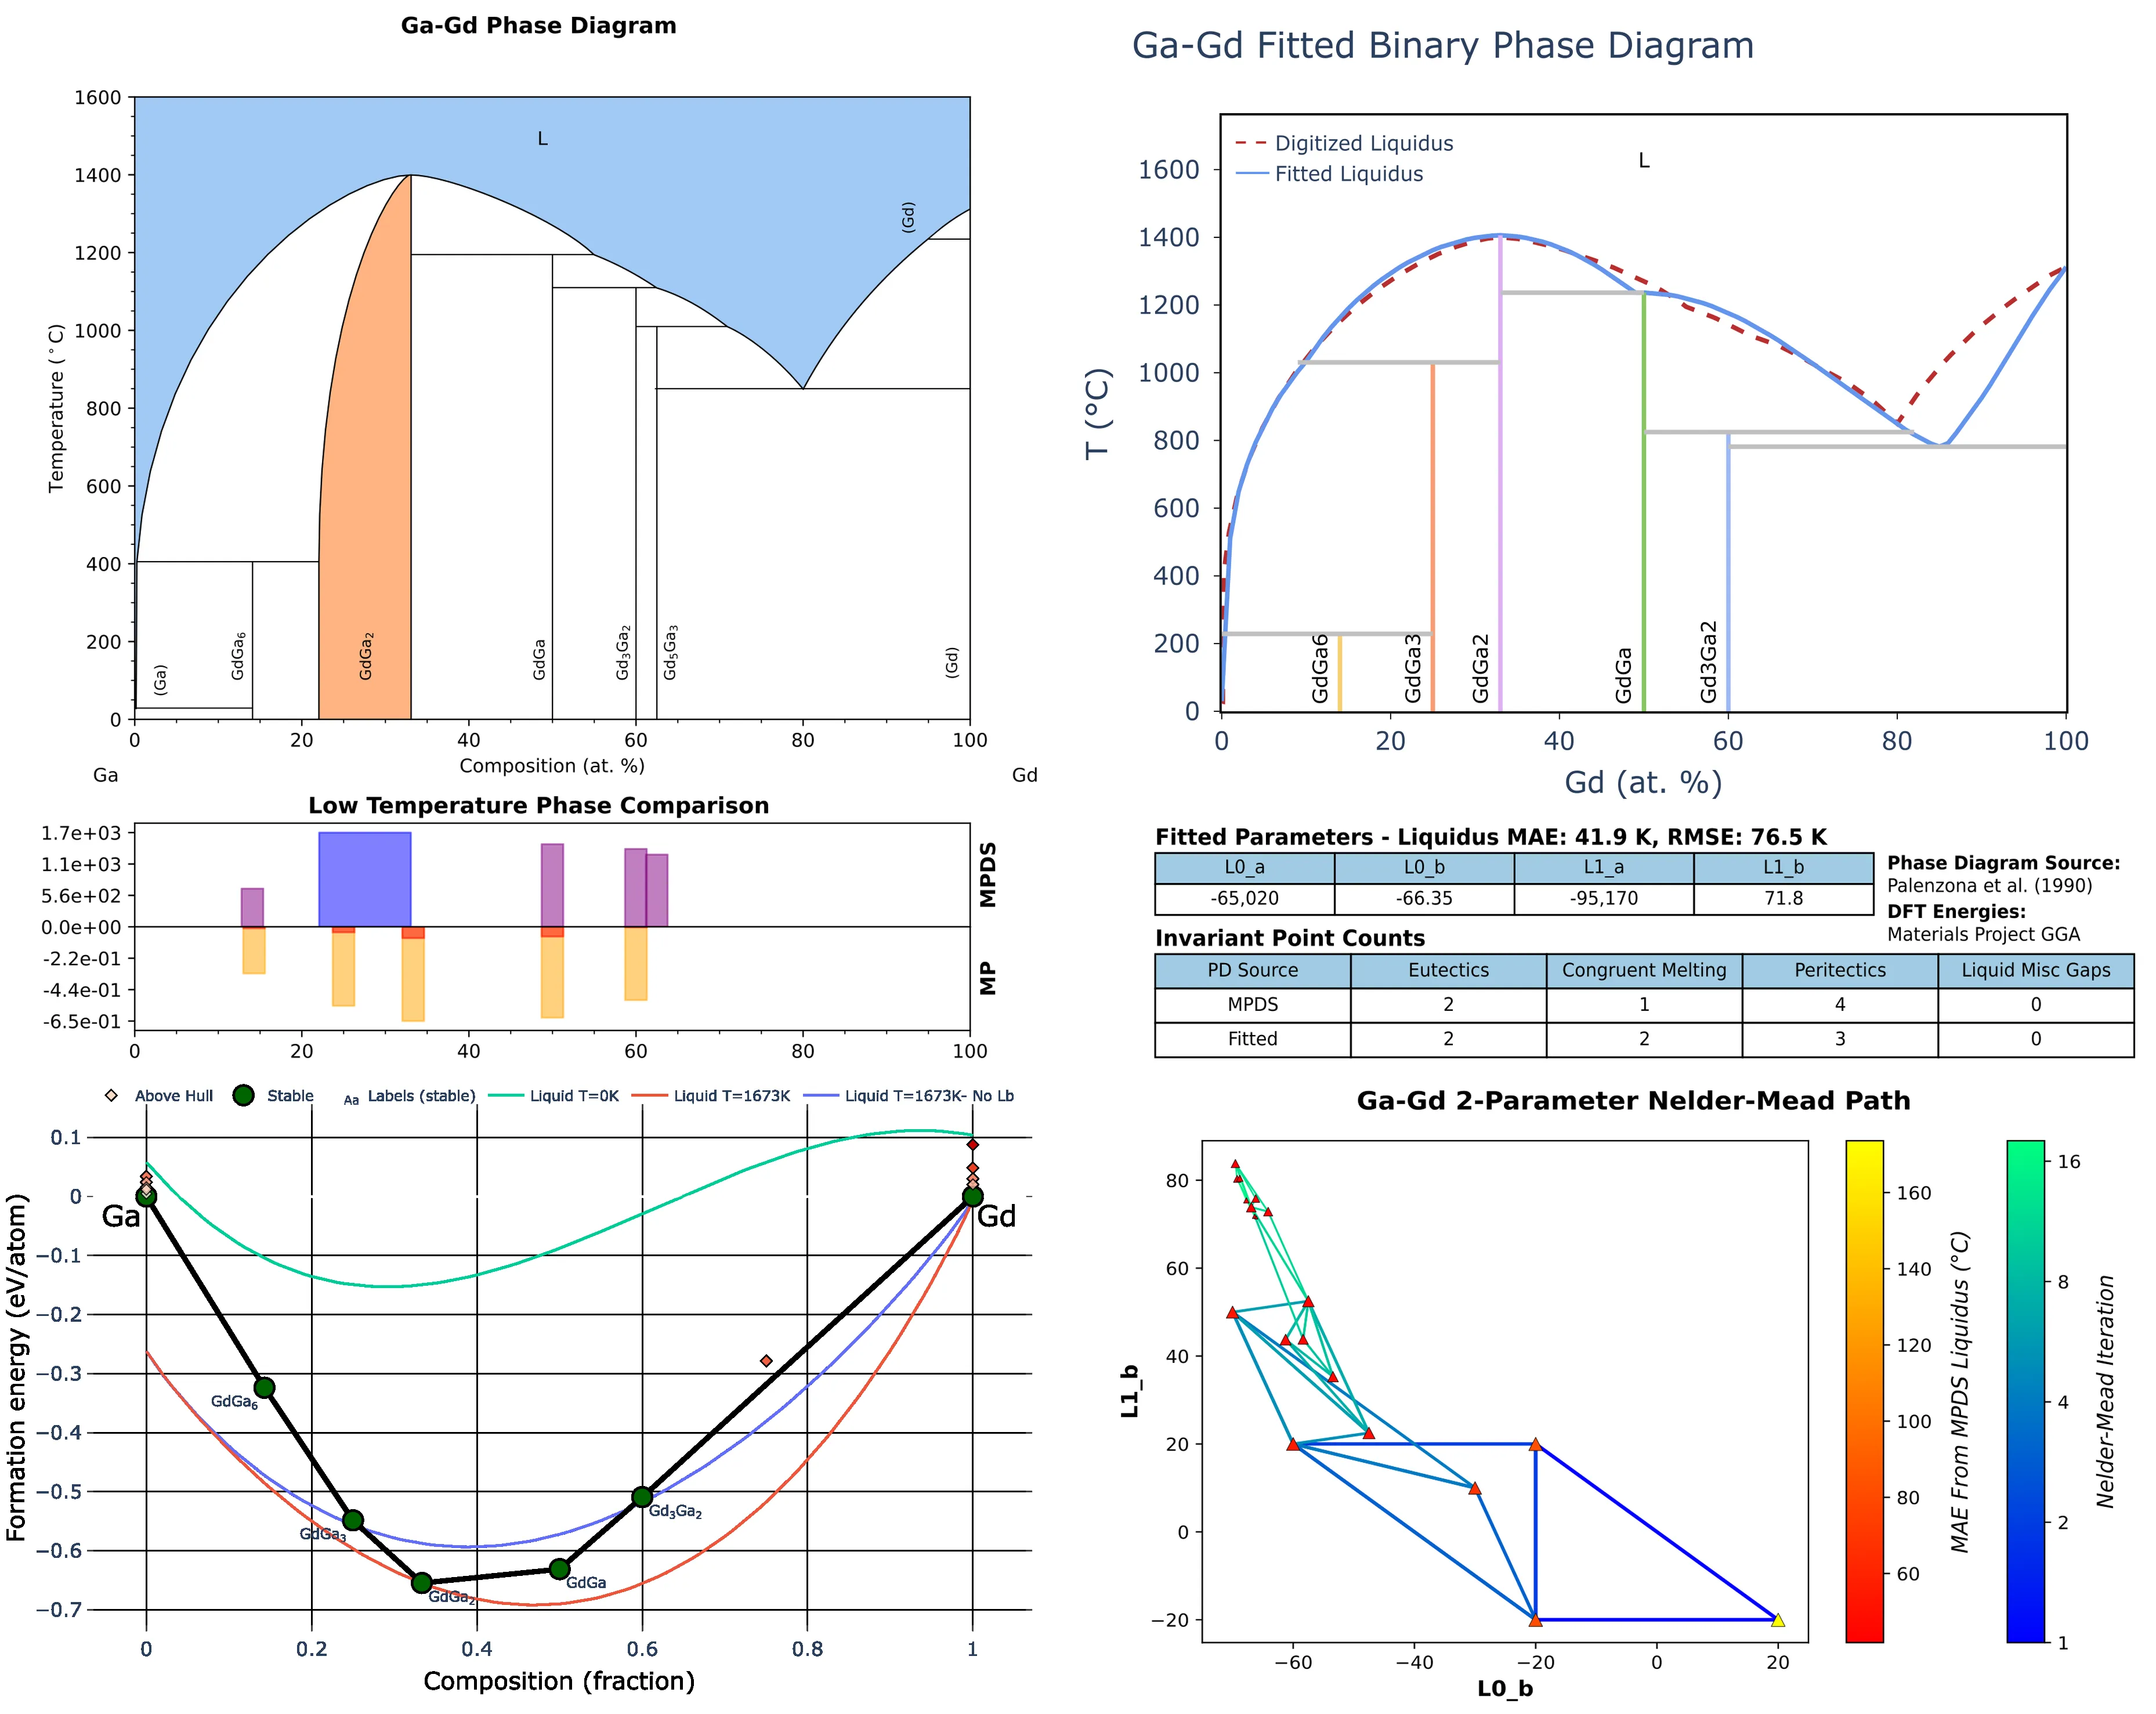 Ga-Gd Phase Diagram
1600
1400
1200
1000
800
600
400
200
0
Temperature (°C)
L
(Gd)
(Ga)
GdGa6
GdGa2
GdGa
Gd3Ga2
Gd5Ga3
(Gd)
0 20 40 60 80 100
Composition (at. %)
Ga Gd
Ga-Gd Fitted Binary Phase Diagram
Digitized Liquidus
Fitted Liquidus
L
1600
1400
1200
1000
800
600
400
200
0
T (°C)
GdGa6
GdGa3
GdGa2
GdGa
Gd3Ga2
0 20 40 60 80 100
Gd (at. %)
Low Temperature Phase Comparison
1.7e+03
1.1e+03
5.6e+02
0.0e+00
-2.2e-01
-4.4e-01
-6.5e-01
MPDS
MP
0 20 40 60 80 100
Fitted Parameters - Liquidus MAE: 41.9 K, RMSE: 76.5 K
L0_a L0_b L1_a L1_b
-65,020 -66.35 -95,170 71.8
Phase Diagram Source:
Palenzona et al. (1990)
DFT Energies:
Materials Project GGA
Invariant Point Counts
PD Source Eutectics Congruent Melting Peritectics Liquid Misc Gaps
MPDS 2 1 4 0
Fitted 2 2 3 0
Above Hull Stable Aa Labels (stable) Liquid T=0K Liquid T=1673K Liquid T=1673K- No Lb
0.1
0
−0.1
−0.2
−0.3
−0.4
−0.5
−0.6
−0.7
Formation energy (eV/atom)
Ga
Gd
GdGa6
GdGa3
GdGa2
GdGa
Gd3Ga2
0 0.2 0.4 0.6 0.8 1
Composition (fraction)
Ga-Gd 2-Parameter Nelder-Mead Path
80
60
40
20
0
−20
L1_b
−60 −40 −20 0 20
L0_b
160
140
120
100
80
60
MAE From MPDS Liquidus (°C)
16
8
4
2
1
Nelder-Mead Iteration